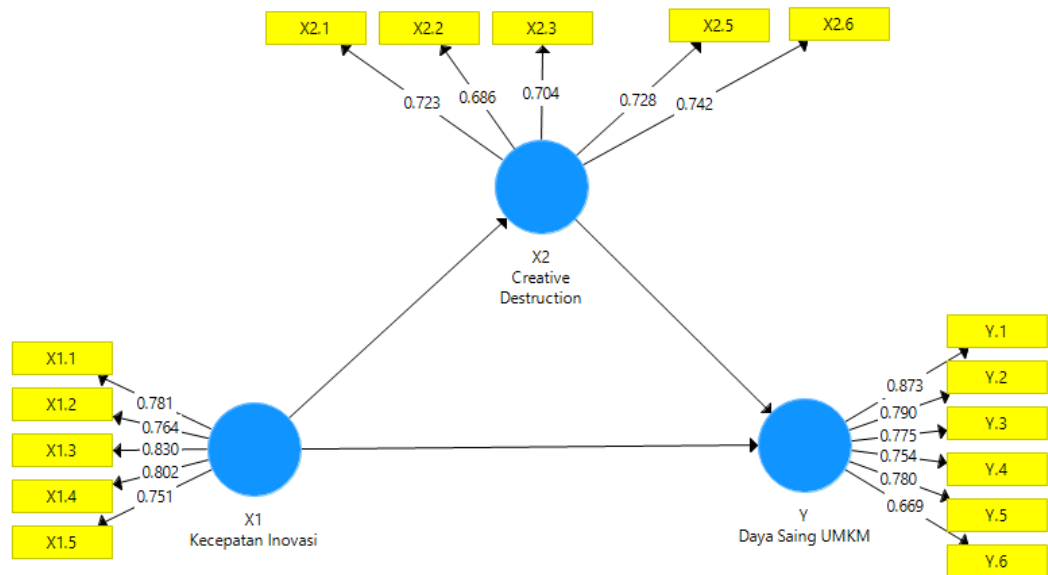 X2.1
X2.2
X2.3
X2.5
X2.6
0.723
0.686
0.704
0.728
0.742
X2
Creative
Destruction
X1.1
X1.2
X1.3
X1.4
X1.5
0.781
0.764
0.830
0.802
0.751
X1
Kecepatan Inovasi
Y.1
Y.2
Y.3
Y.4
Y.5
Y.6
0.873
0.790
0.775
0.754
0.780
0.669
Y
Daya Saing UMKM